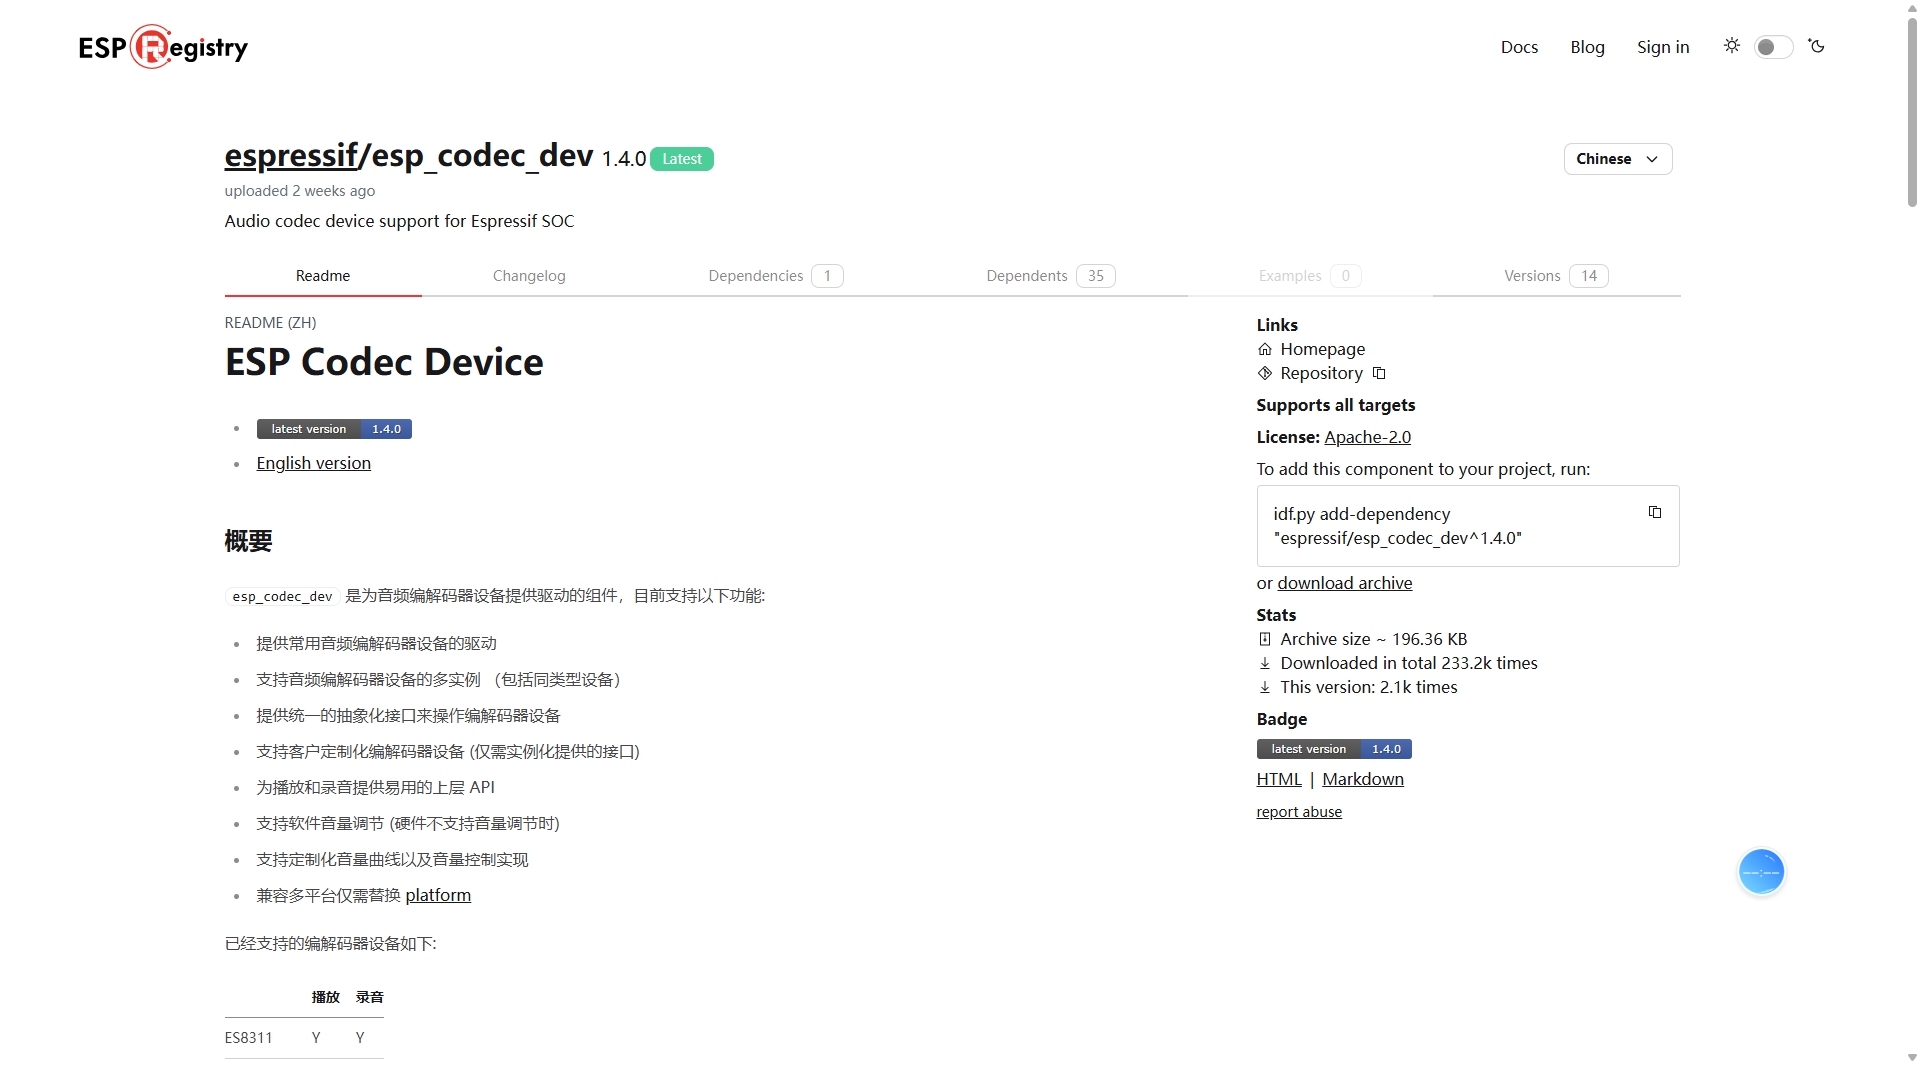 ESP Registry
Docs
Blog
Sign in
espressif/esp_codec_dev 1.4.0 Latest
Chinese
uploaded 2 weeks ago
Audio codec device support for Espressif SOC
Readme
Changelog
Dependencies 1
Dependents 35
Examples 0
Versions 14
README (ZH)
ESP Codec Device
latest version 1.4.0
English version
概要
esp_codec_dev 是为音频编解码器设备提供驱动的组件，目前支持以下功能:
提供常用音频编解码器设备的驱动
支持音频编解码器设备的多实例 （包括同类型设备）
提供统一的抽象化接口来操作编解码器设备
支持客户定制化编解码器设备 (仅需实例化提供的接口)
为播放和录音提供易用的上层 API
支持软件音量调节 (硬件不支持音量调节时)
支持定制化音量曲线以及音量控制实现
兼容多平台仅需替换 platform
已经支持的编解码器设备如下:
播放 录音
ES8311 Y Y
Links
Homepage
Repository
Supports all targets
License: Apache-2.0
To add this component to your project, run:
idf.py add-dependency
"espressif/esp_codec_dev^1.4.0"
or download archive
Stats
Archive size ~ 196.36 KB
Downloaded in total 233.2k times
This version: 2.1k times
Badge
latest version 1.4.0
HTML | Markdown
report abuse